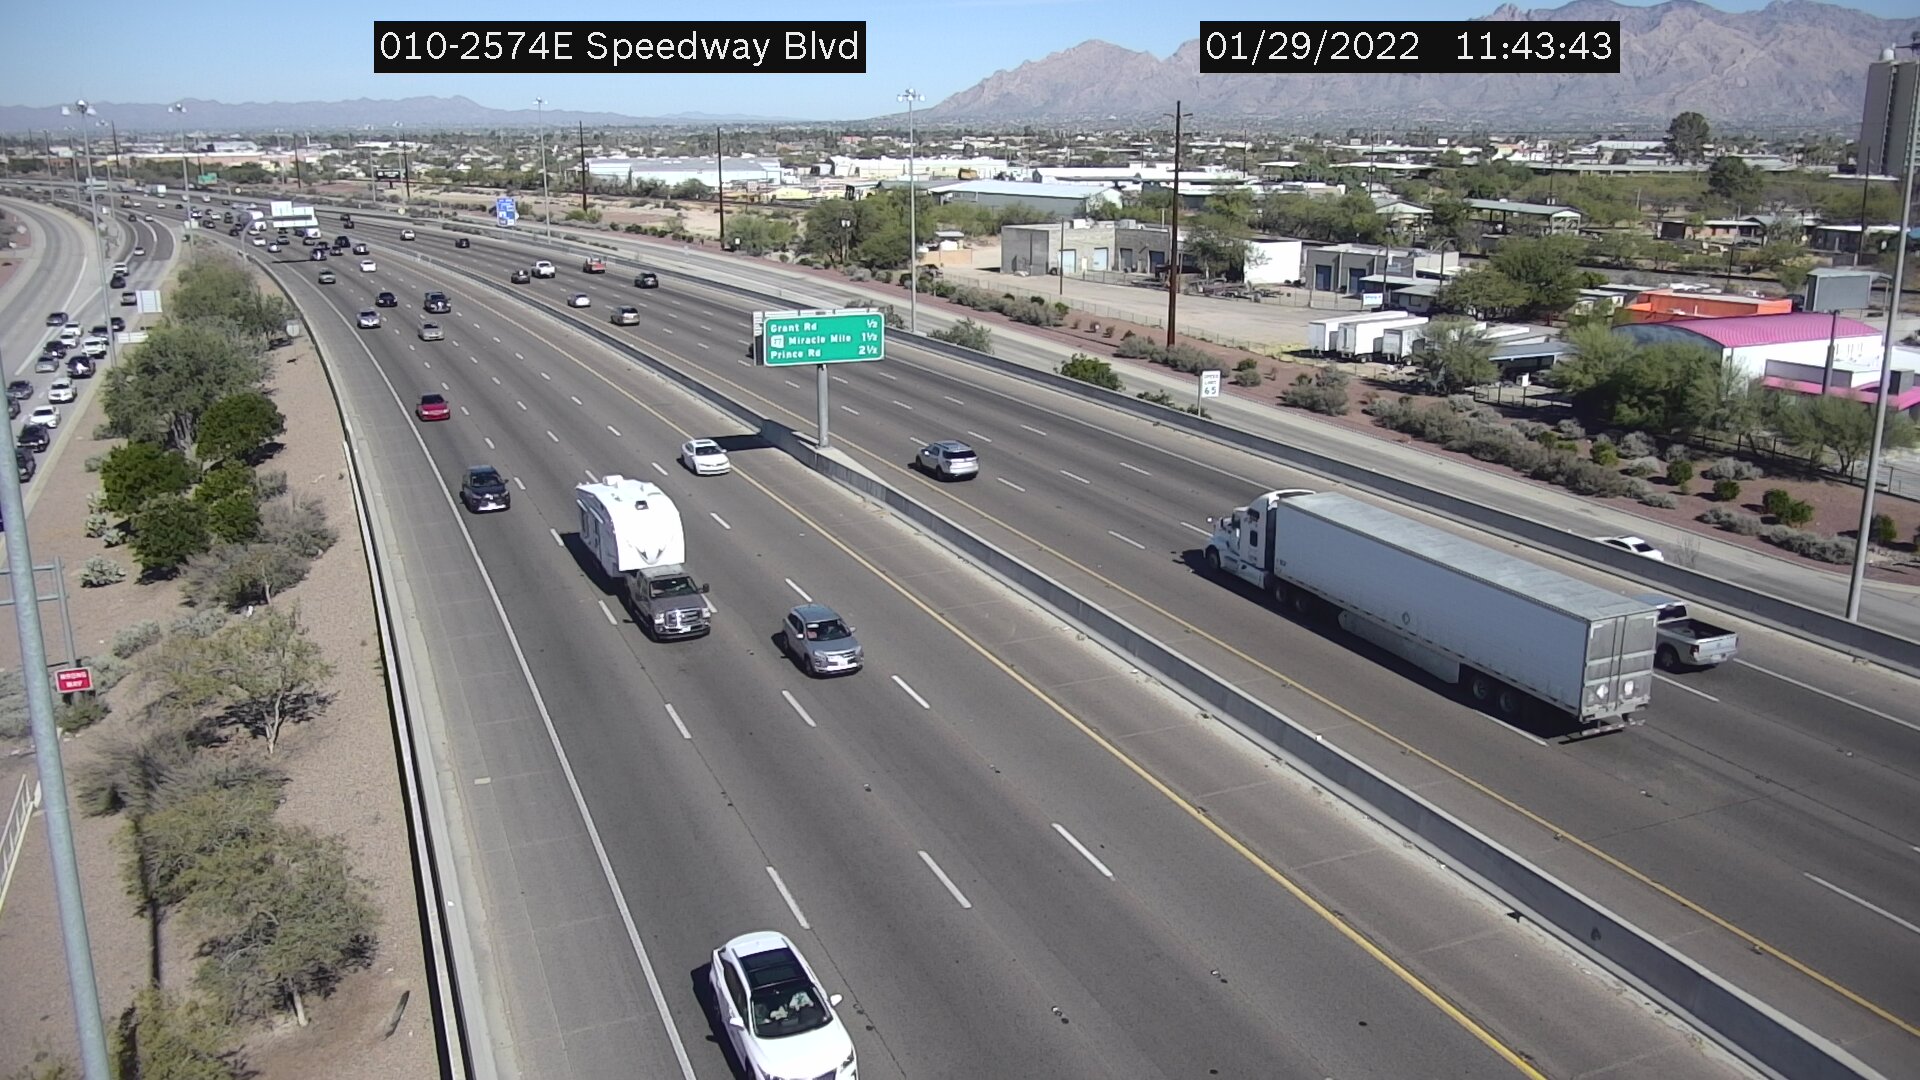 010-2574E Speedway Blvd
01/29/2022 11:43:43
Grant Rd ½
77 Miracle Mile 1½
Prince Rd 2½
SPEED
LIMIT
65
WRONG
WAY